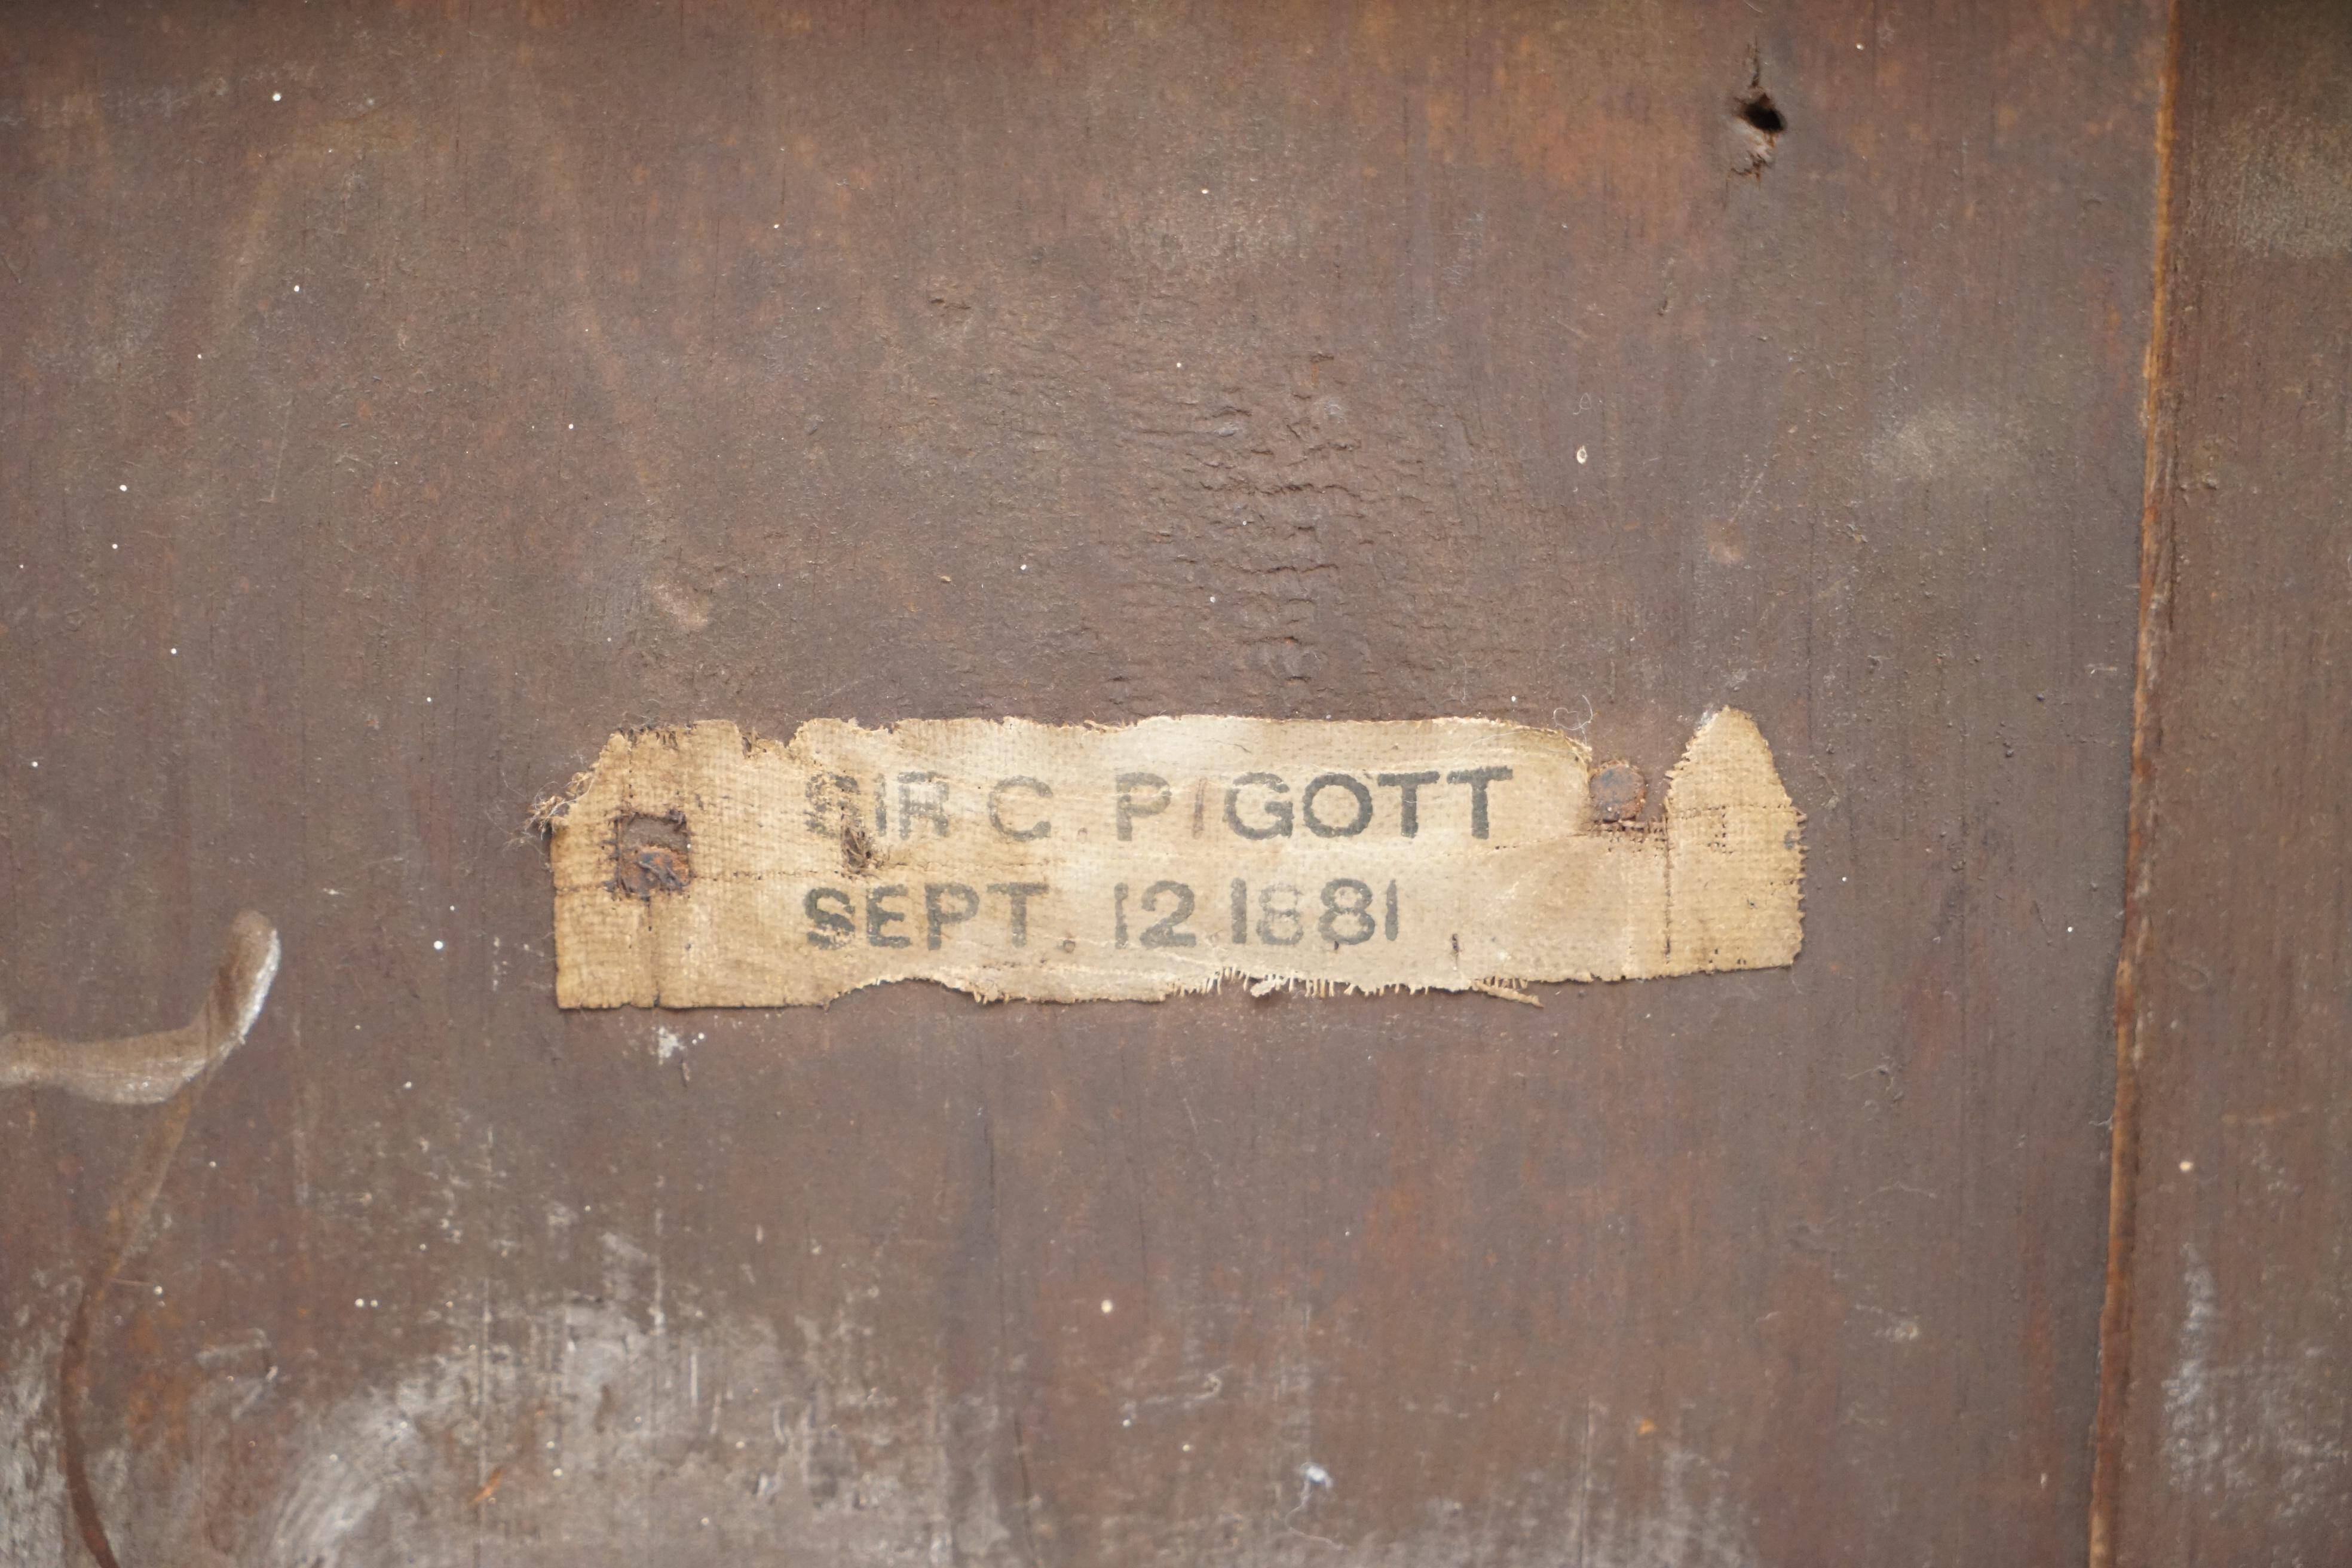 SIR C. PIGOTT
SEPT. 12 1881